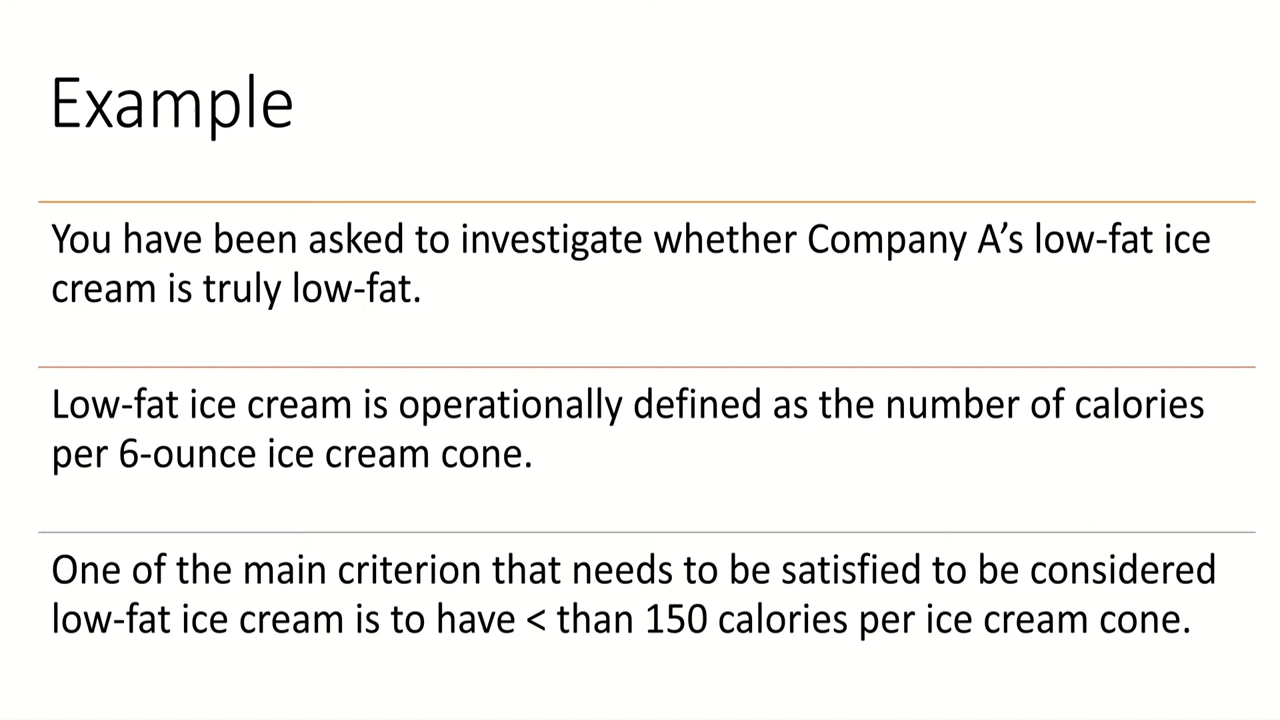 Example
You have been asked to investigate whether Company A’s low-fat ice
cream is truly low-fat.
Low-fat ice cream is operationally defined as the number of calories
per 6-ounce ice cream cone.
One of the main criterion that needs to be satisfied to be considered
low-fat ice cream is to have < than 150 calories per ice cream cone.